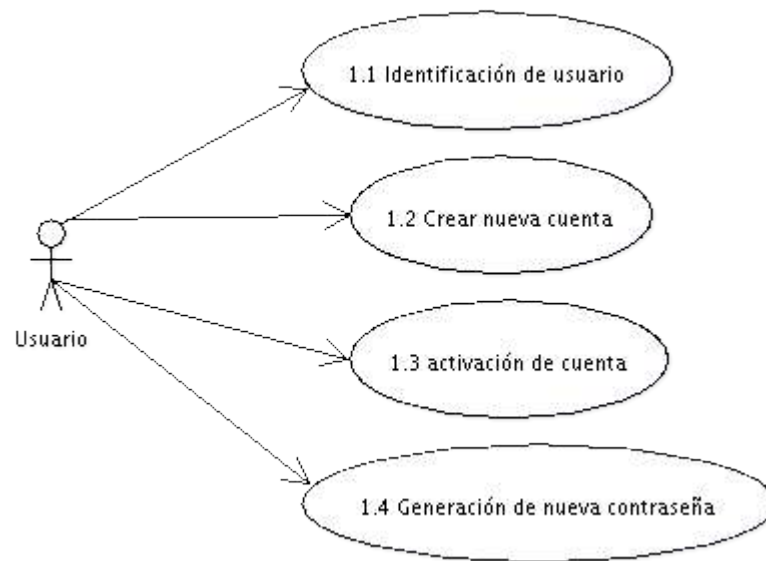 1.1 Identificación de usuario
1.2 Crear nueva cuenta
Usuario
1.3 activación de cuenta
1.4 Generación de nueva contraseña